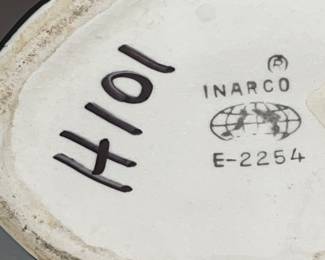 H101
®
INARCO
E-2254